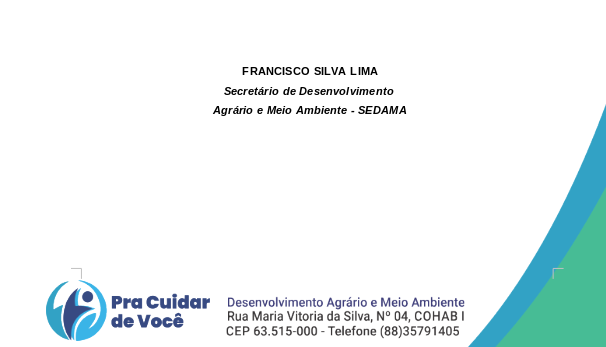 FRANCISCO SILVA LIMA
Secretário de Desenvolvimento
Agrário e Meio Ambiente - SEDAMA
Pra Cuidar
de Você
Desenvolvimento Agrário e Meio Ambiente
Rua Maria Vitoria da Silva, Nº 04, COHAB I
CEP 63.515-000 - Telefone (88)35791405